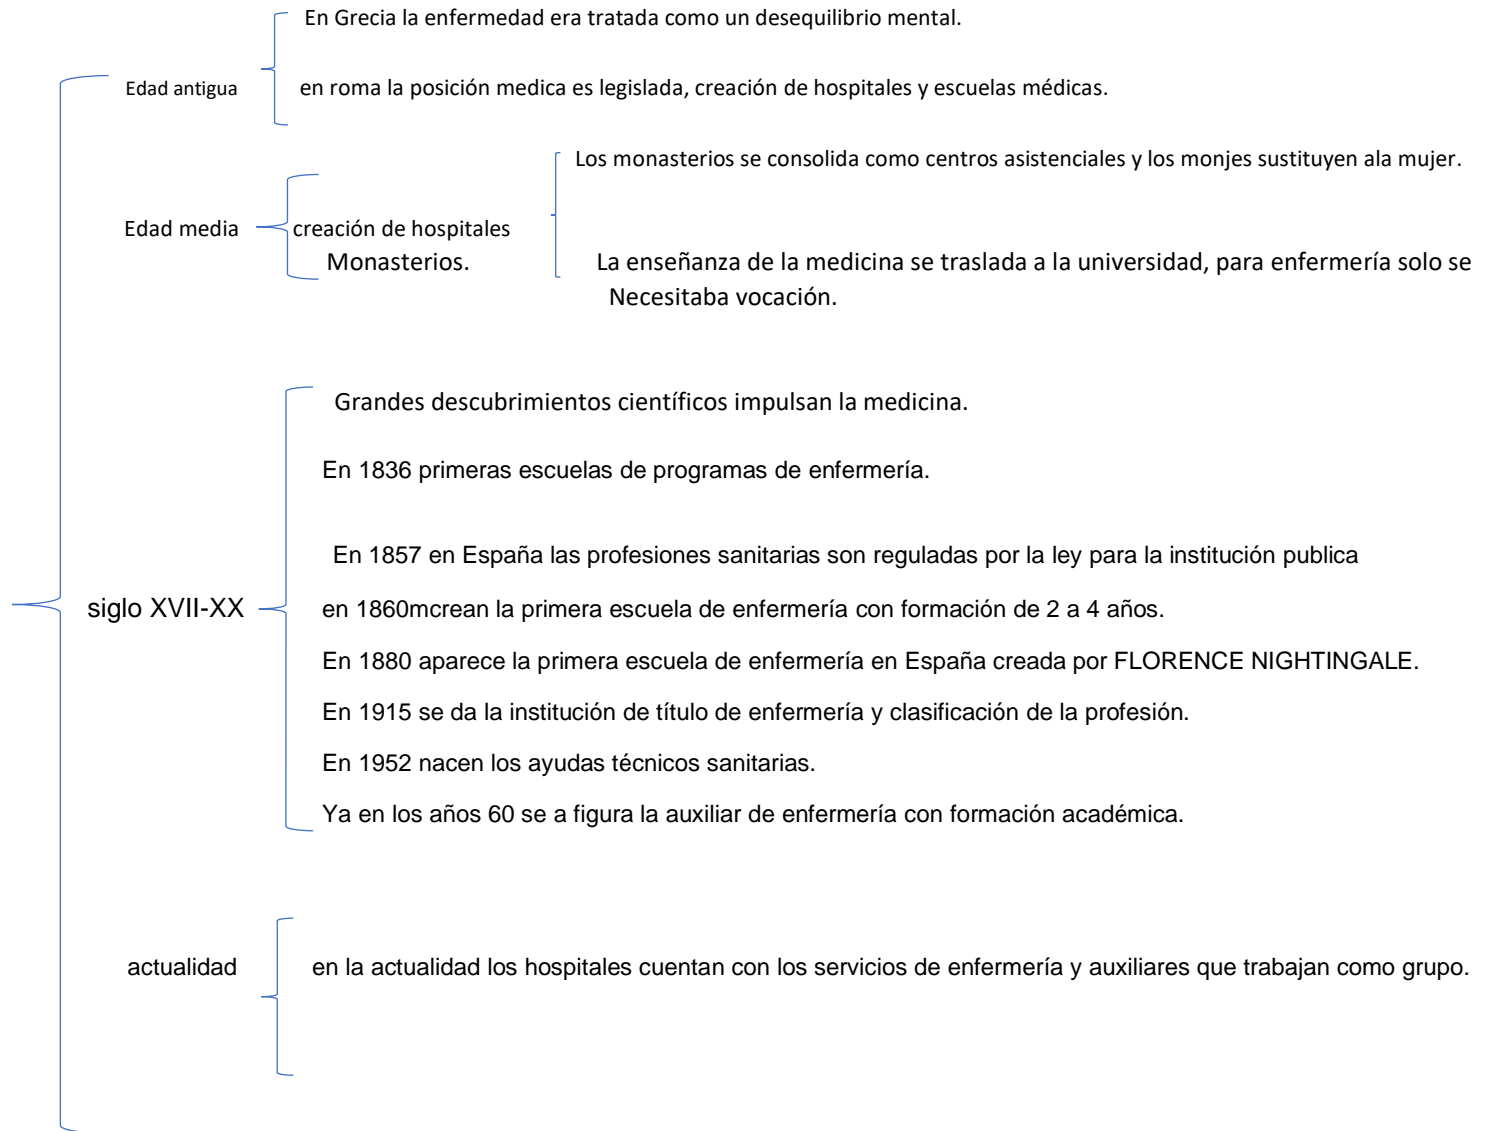 En Grecia la enfermedad era tratada como un desequilibrio mental.
Edad antigua
en roma la posición medica es legislada, creación de hospitales y escuelas médicas.
Los monasterios se consolida como centros asistenciales y los monjes sustituyen ala mujer.
Edad media
creación de hospitales
Monasterios.
La enseñanza de la medicina se traslada a la universidad, para enfermería solo se
Necesitaba vocación.
Grandes descubrimientos científicos impulsan la medicina.
En 1836 primeras escuelas de programas de enfermería.
En 1857 en España las profesiones sanitarias son reguladas por la ley para la institución publica
siglo XVII-XX
en 1860mcrean la primera escuela de enfermería con formación de 2 a 4 años.
En 1880 aparece la primera escuela de enfermería en España creada por FLORENCE NIGHTINGALE.
En 1915 se da la institución de título de enfermería y clasificación de la profesión.
En 1952 nacen los ayudas técnicos sanitarias.
Ya en los años 60 se a figura la auxiliar de enfermería con formación académica.
actualidad
en la actualidad los hospitales cuentan con los servicios de enfermería y auxiliares que trabajan como grupo.